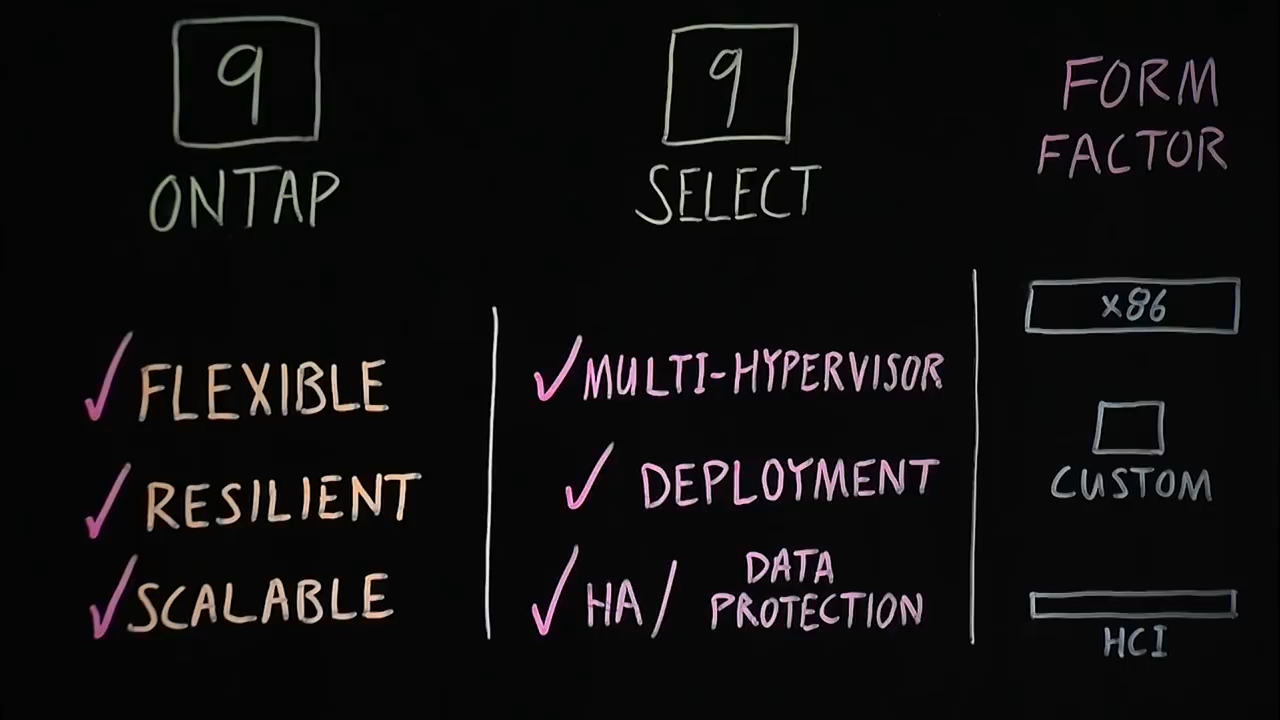 9
ONTAP
✓ FLEXIBLE
✓ RESILIENT
✓ SCALABLE
9
SELECT
✓ MULTI-HYPERVISOR
✓ DEPLOYMENT
✓ HA/ DATA PROTECTION
FORM
FACTOR
x86
CUSTOM
HCI